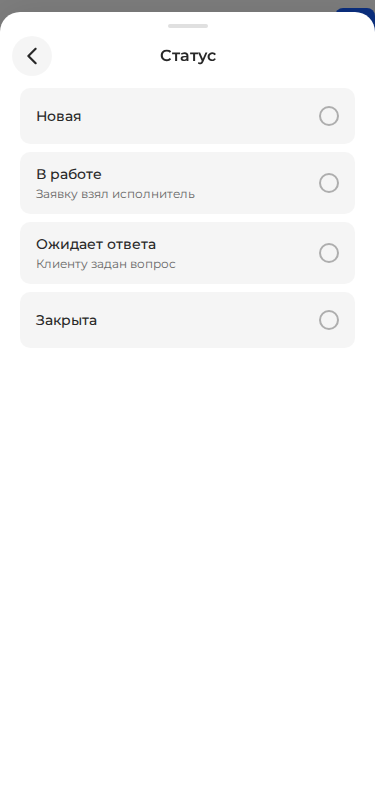 Статус
Новая
В работе
Заявку взял исполнитель
Ожидает ответа
Клиенту задан вопрос
Закрыта